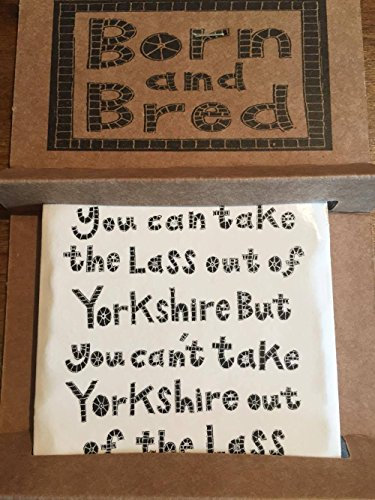 Born
and
Bred
you can take
the Lass out of
Yorkshire But
you can't take
Yorkshire out
of the Lass